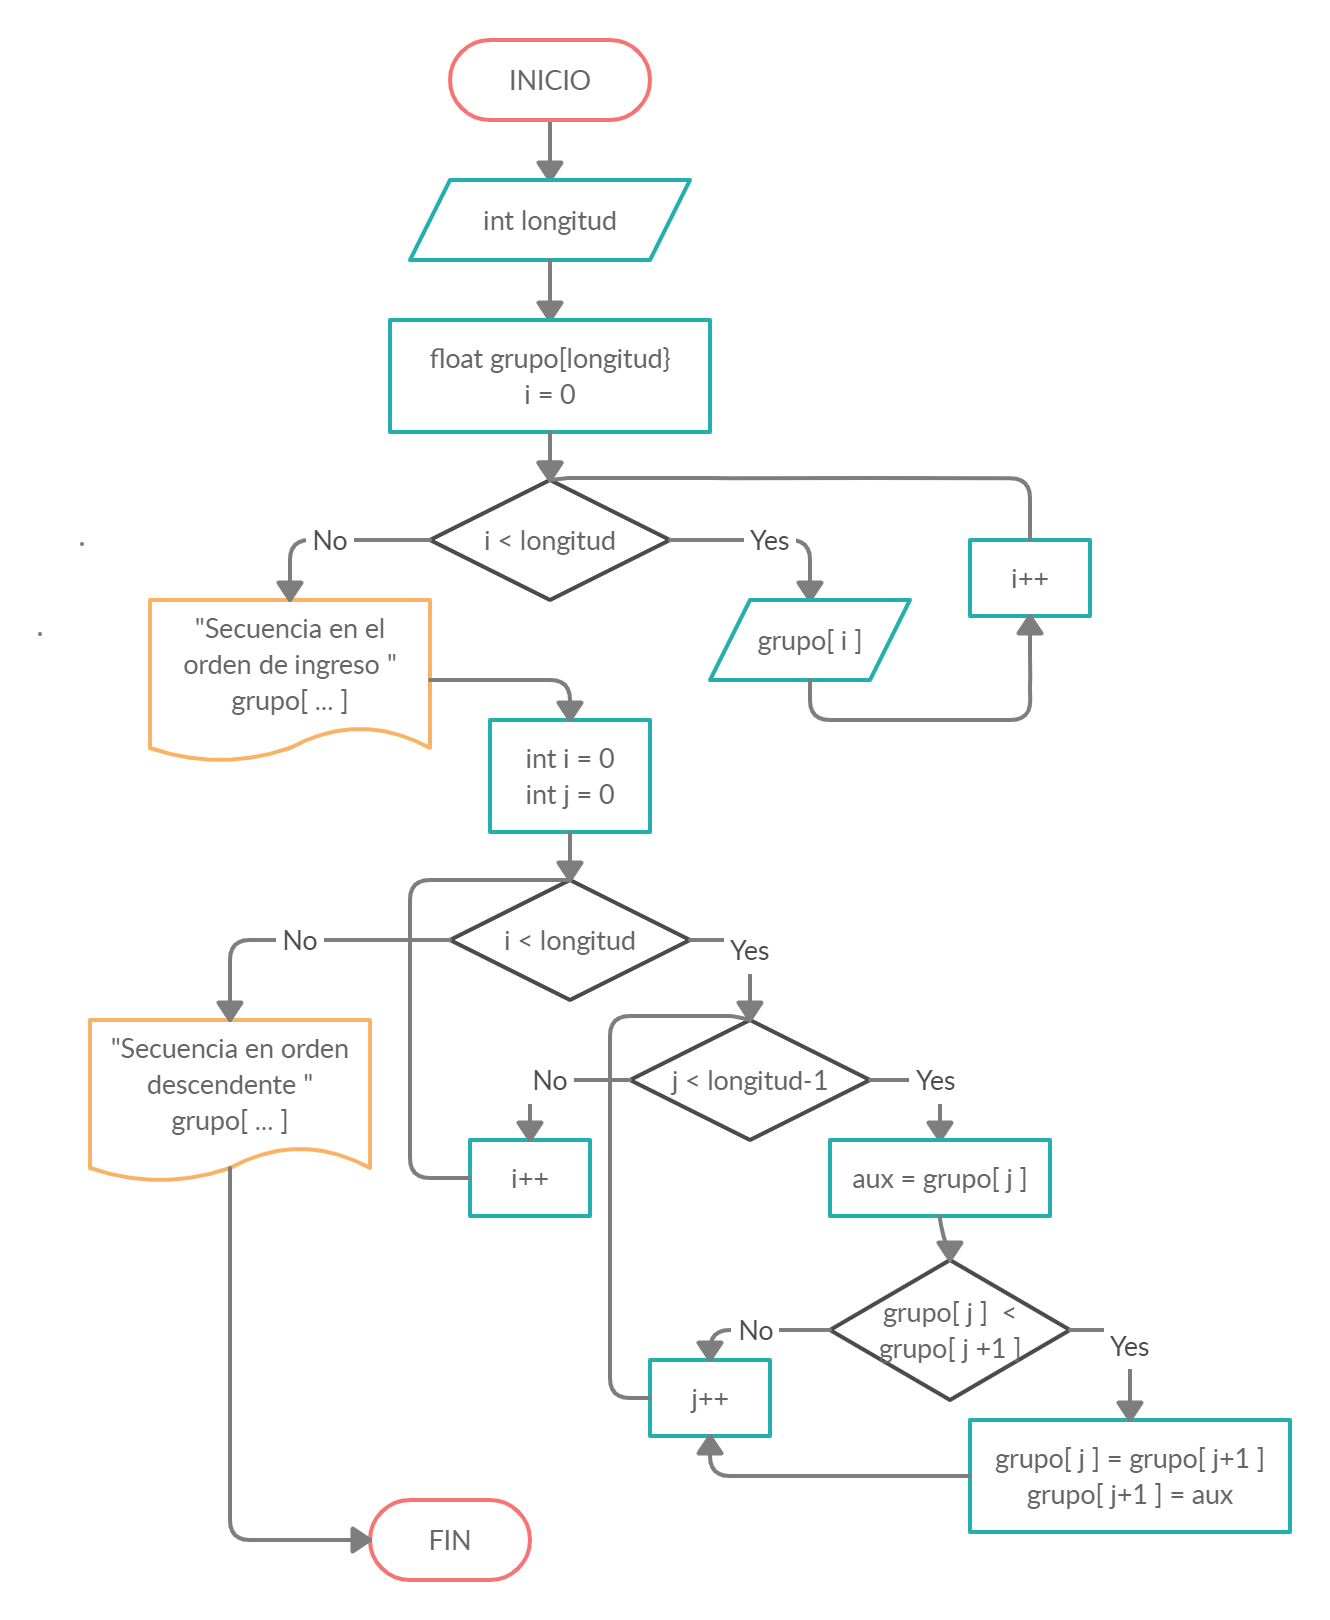 INICIO
int longitud
float grupo[longitud}
i = 0
i < longitud
No
Yes
i++
"Secuencia en el
orden de ingreso "
grupo[ ... ]
grupo[ i ]
int i = 0
int j = 0
i < longitud
No
Yes
"Secuencia en orden
descendente "
grupo[ ... ]
j < longitud-1
No
Yes
i++
aux = grupo[ j ]
grupo[ j ] <
grupo[ j +1 ]
No
Yes
j++
grupo[ j ] = grupo[ j+1 ]
grupo[ j+1 ] = aux
FIN